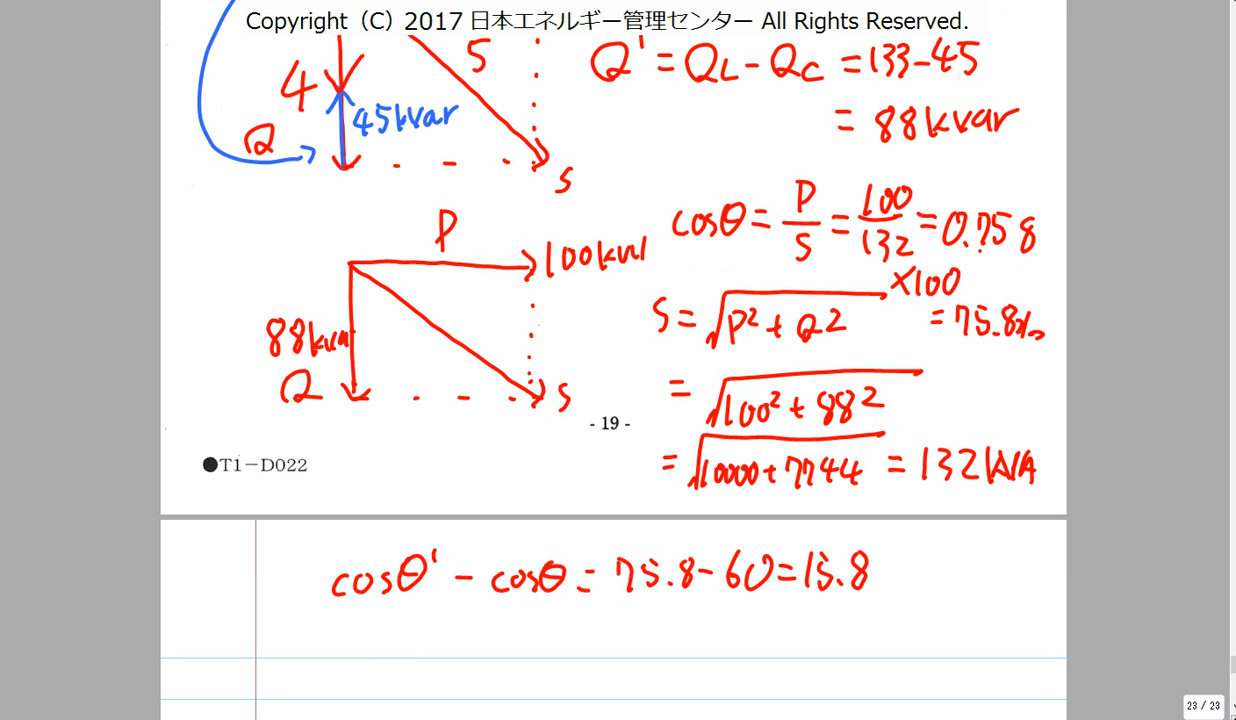 Copyright (C) 2017 日本エネルギー管理センター All Rights Reserved.
5
Q' = QL - QC = 133-45
4
45kvar
= 88kvar
Q
S
cosθ = P/S = 100/132 = 0.758
P
100kW
×100
S = √P² + Q²
= 75.8%
88kvar
Q
S
= √100² + 88²
- 19 -
●T1－D022
= √10000 + 7744 = 132kVA
cosθ' - cosθ = 75.8 - 60 = 15.8
23 / 23